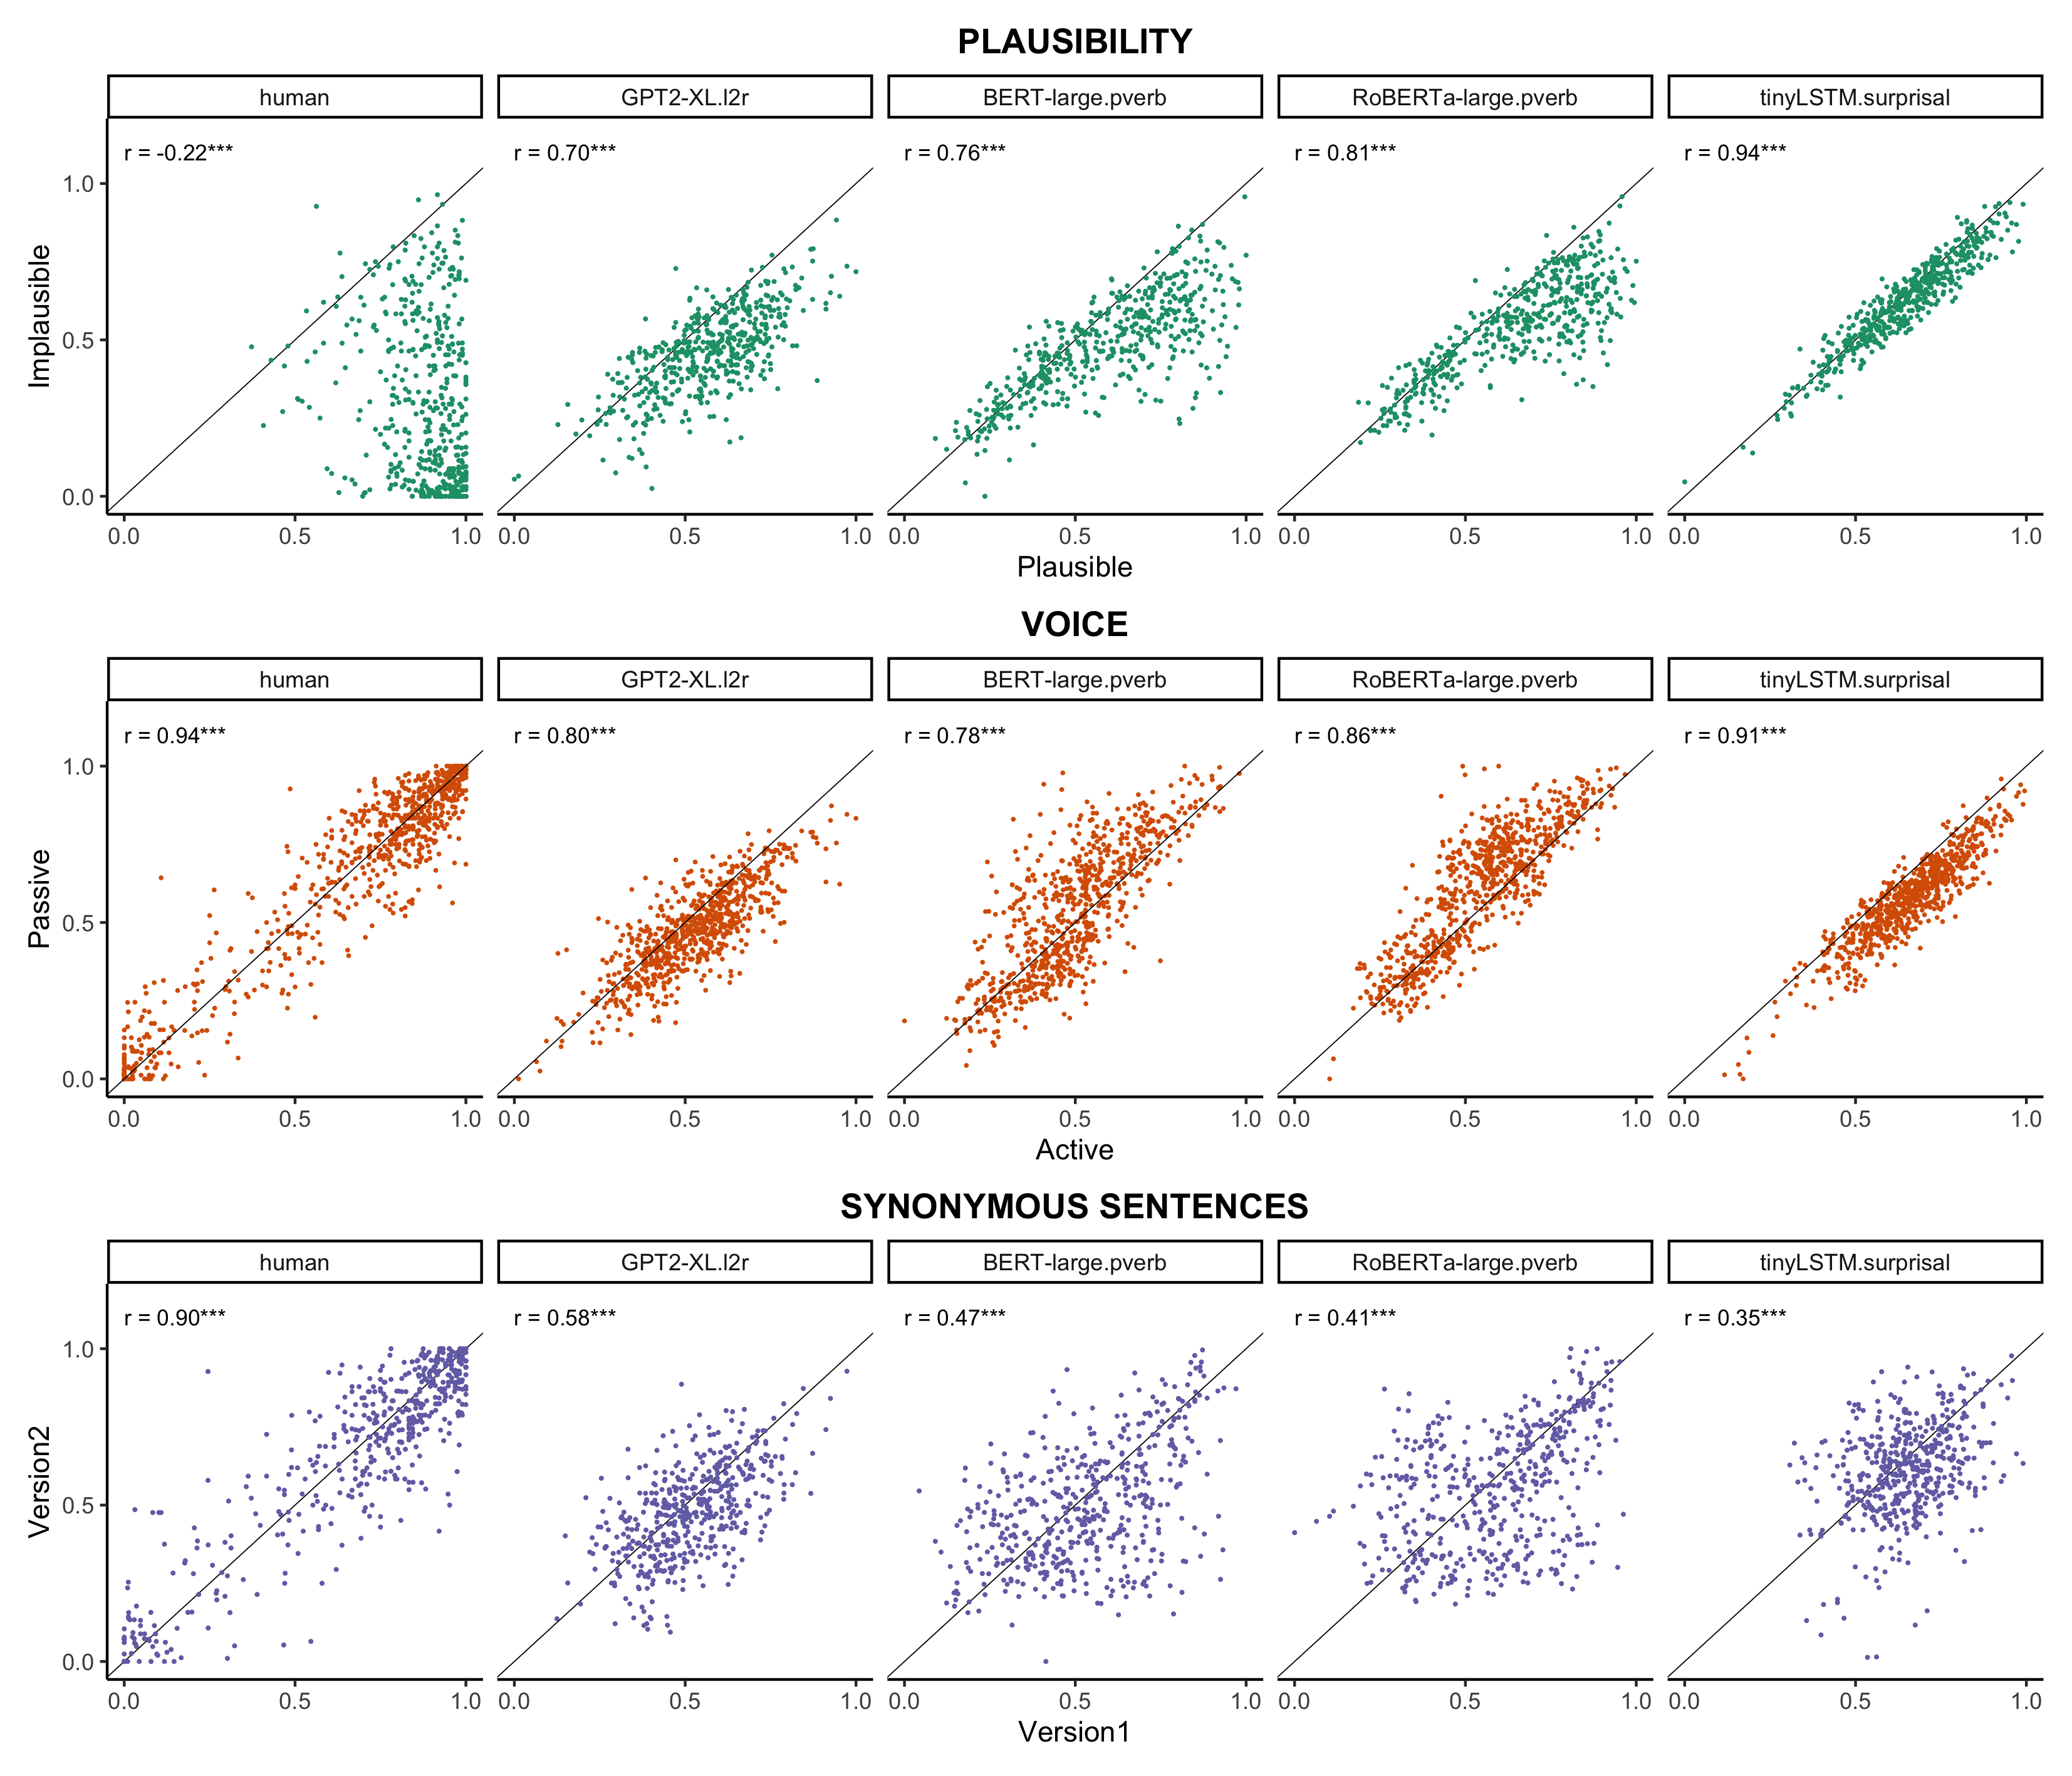 PLAUSIBILITY
human GPT2-XL.l2r BERT-large.pverb RoBERTa-large.pverb tinyLSTM.surprisal
r = -0.22*** r = 0.70*** r = 0.76*** r = 0.81*** r = 0.94***
1.0
0.5
0.0
Implausible
0.0 0.5 1.0 0.0 0.5 1.0 0.0 0.5 1.0 0.0 0.5 1.0 0.0 0.5 1.0
Plausible
VOICE
human GPT2-XL.l2r BERT-large.pverb RoBERTa-large.pverb tinyLSTM.surprisal
r = 0.94*** r = 0.80*** r = 0.78*** r = 0.86*** r = 0.91***
1.0
0.5
0.0
Passive
0.0 0.5 1.0 0.0 0.5 1.0 0.0 0.5 1.0 0.0 0.5 1.0 0.0 0.5 1.0
Active
SYNONYMOUS SENTENCES
human GPT2-XL.l2r BERT-large.pverb RoBERTa-large.pverb tinyLSTM.surprisal
r = 0.90*** r = 0.58*** r = 0.47*** r = 0.41*** r = 0.35***
1.0
0.5
0.0
Version2
0.0 0.5 1.0 0.0 0.5 1.0 0.0 0.5 1.0 0.0 0.5 1.0 0.0 0.5 1.0
Version1